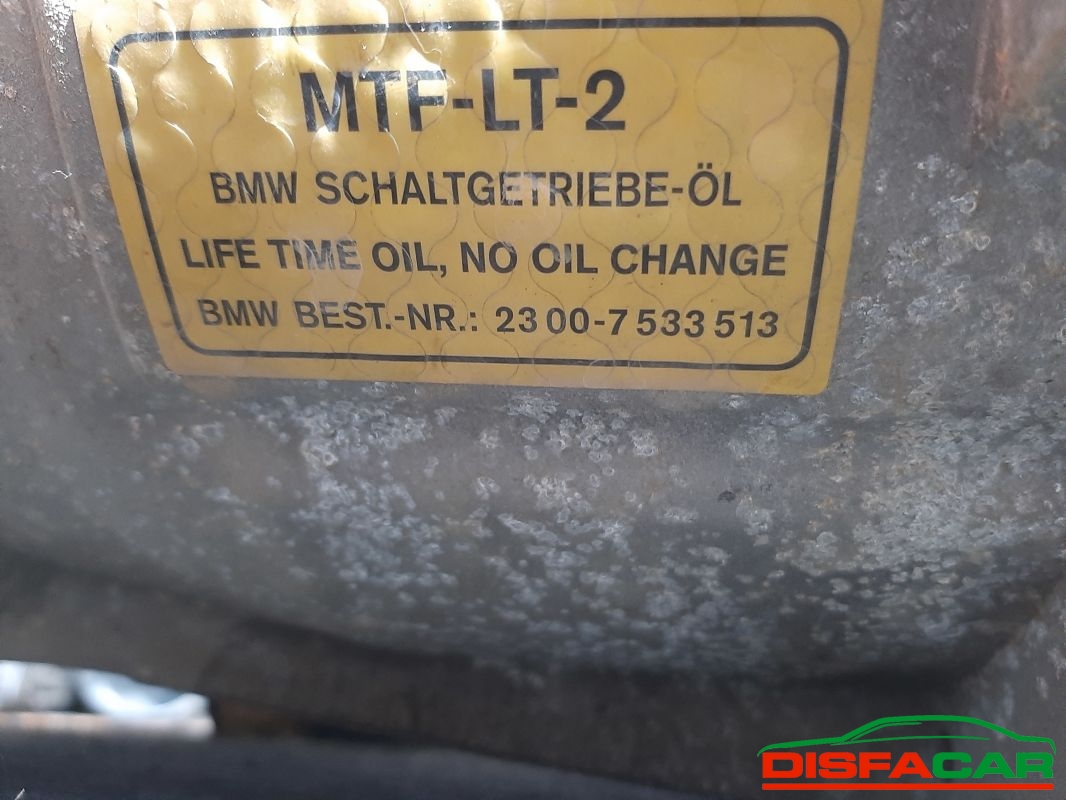 MTF-LT-2
BMW SCHALTGETRIEBE-ÖL
LIFE TIME OIL, NO OIL CHANGE
BMW BEST.-NR.: 23 00-7 533 513
DISFACAR